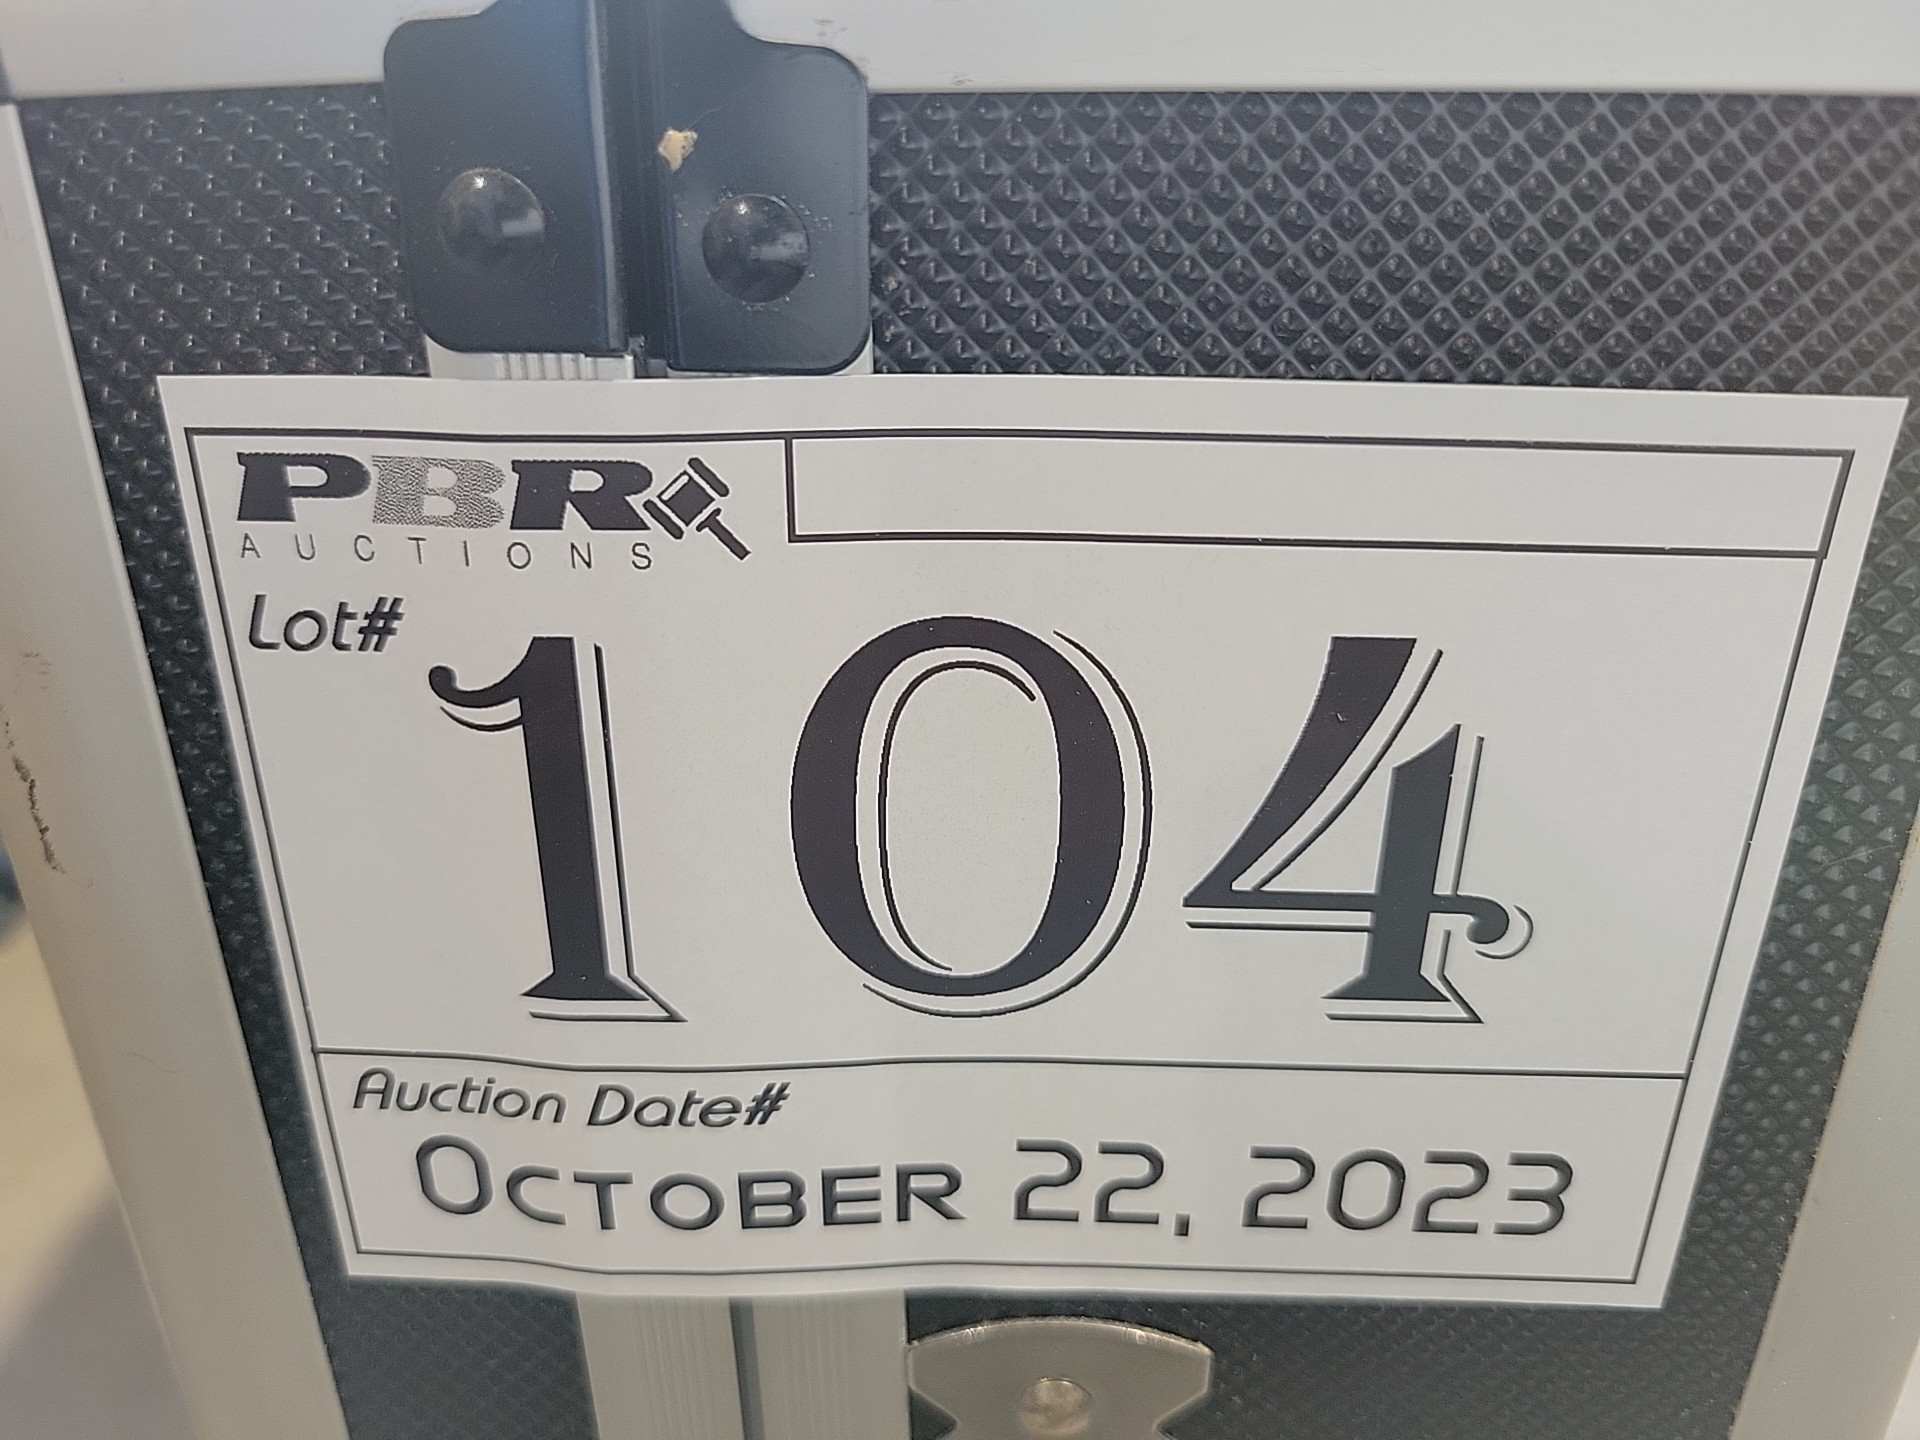 PBR
AUCTIONS
Lot#
104
Auction Date#
October 22, 2023